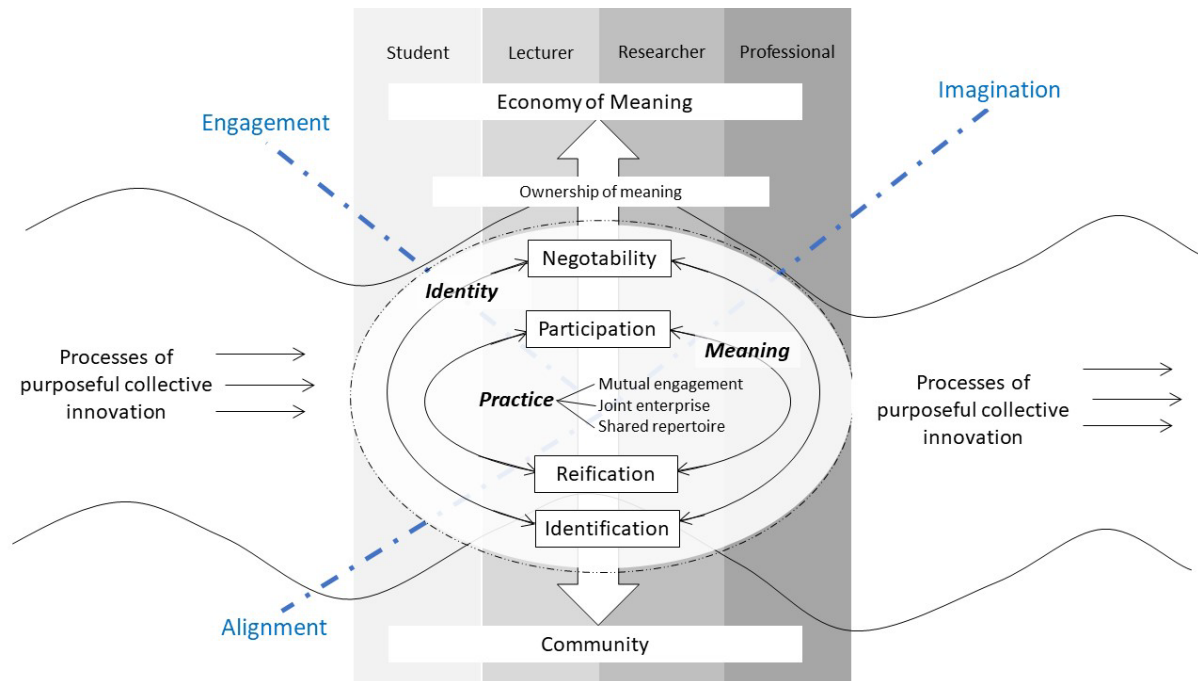 Student
Lecturer
Researcher
Professional
Economy of Meaning
Imagination
Engagement
Ownership of meaning
Negotability
Identity
Participation
Meaning
Processes of
purposeful collective
innovation
Practice
Mutual engagement
Joint enterprise
Shared repertoire
Processes of
purposeful collective
innovation
Reification
Identification
Alignment
Community